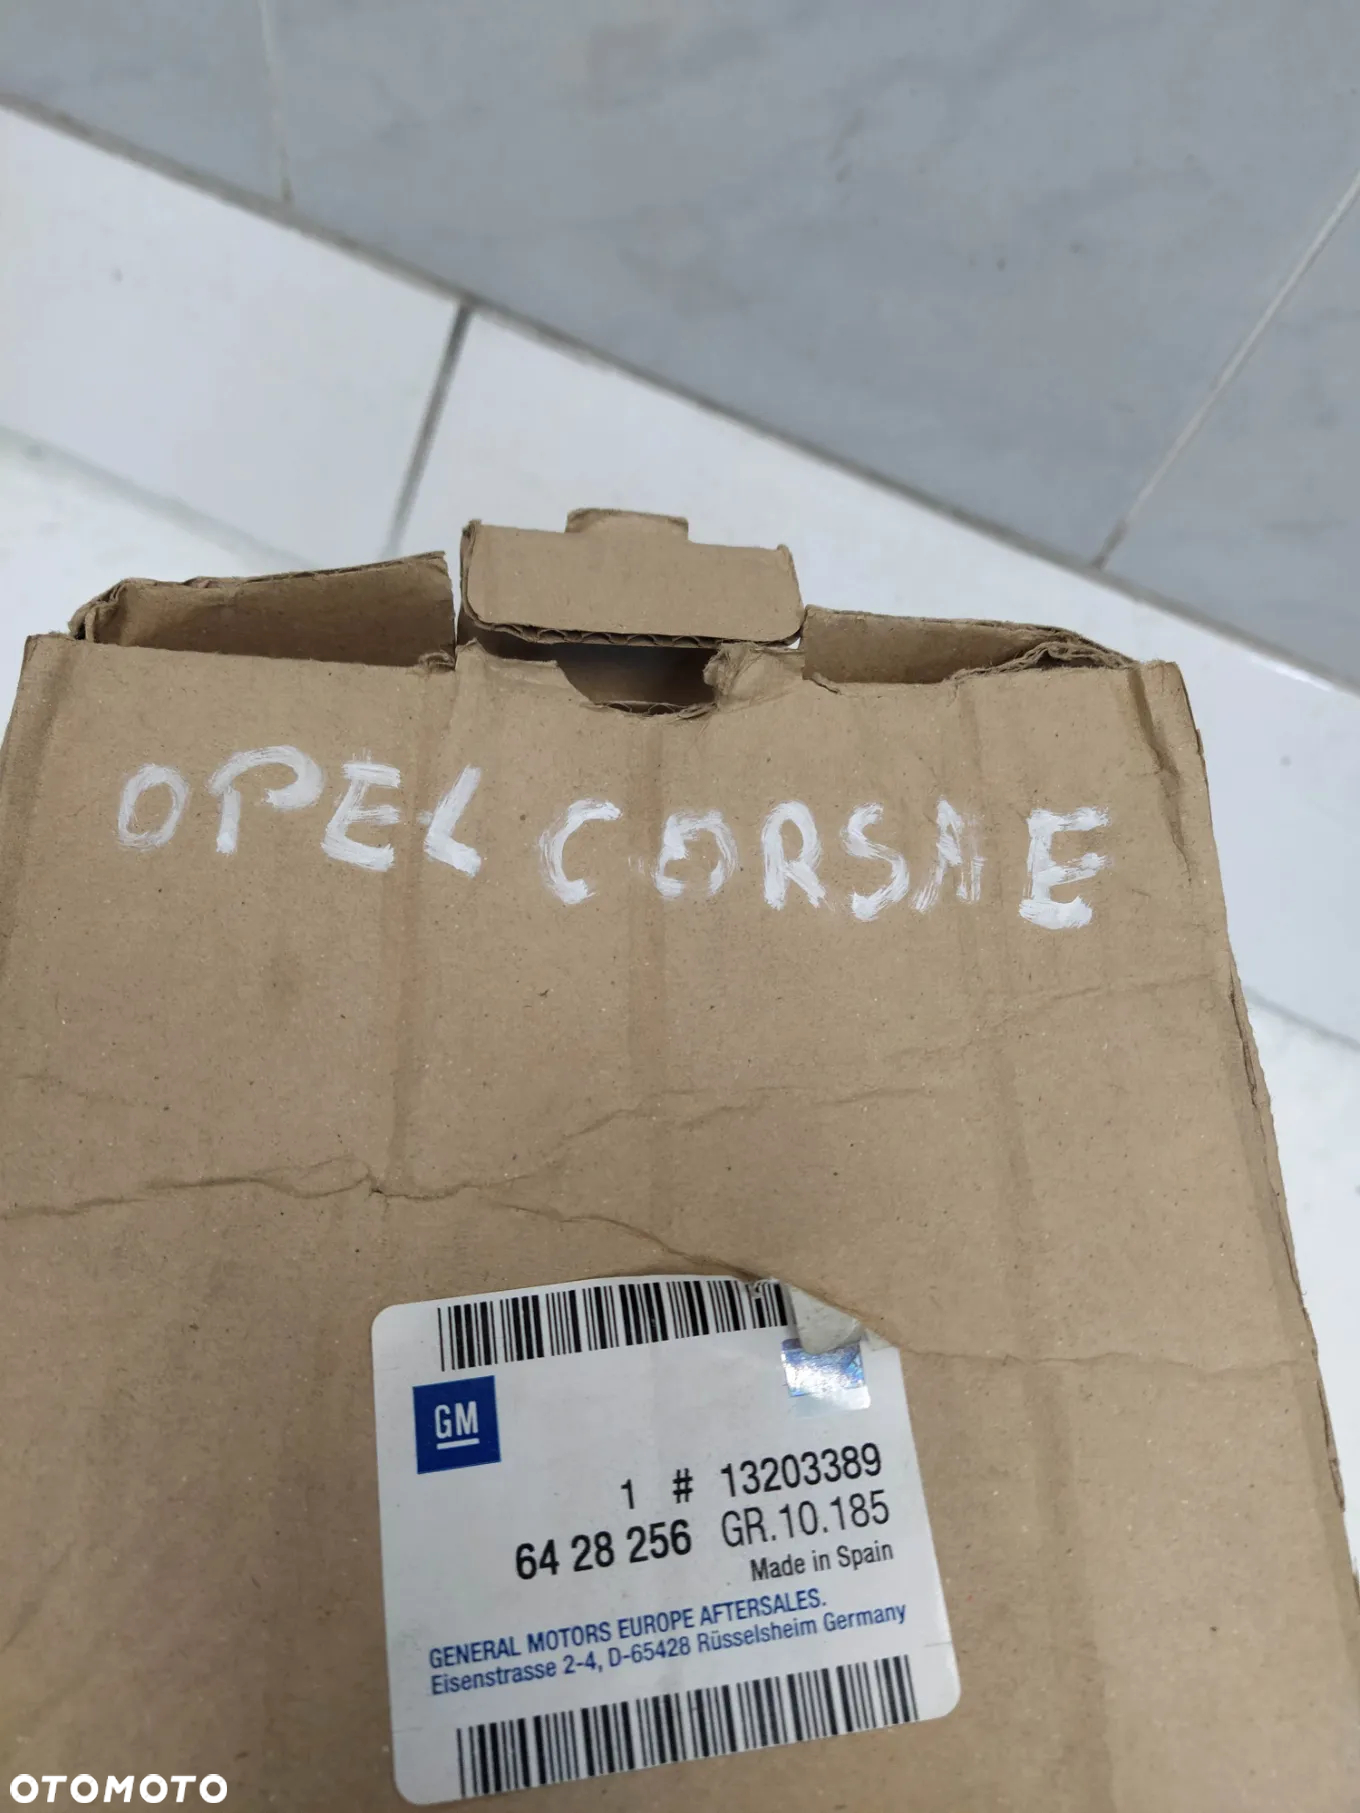 OPEL CORSA E
GM
1 # 13203389
64 28 256 GR.10.185
Made in Spain
GENERAL MOTORS EUROPE AFTERSALES.
Eisenstrasse 2-4, D-65428 Rüsselsheim Germany
OTOMOTO